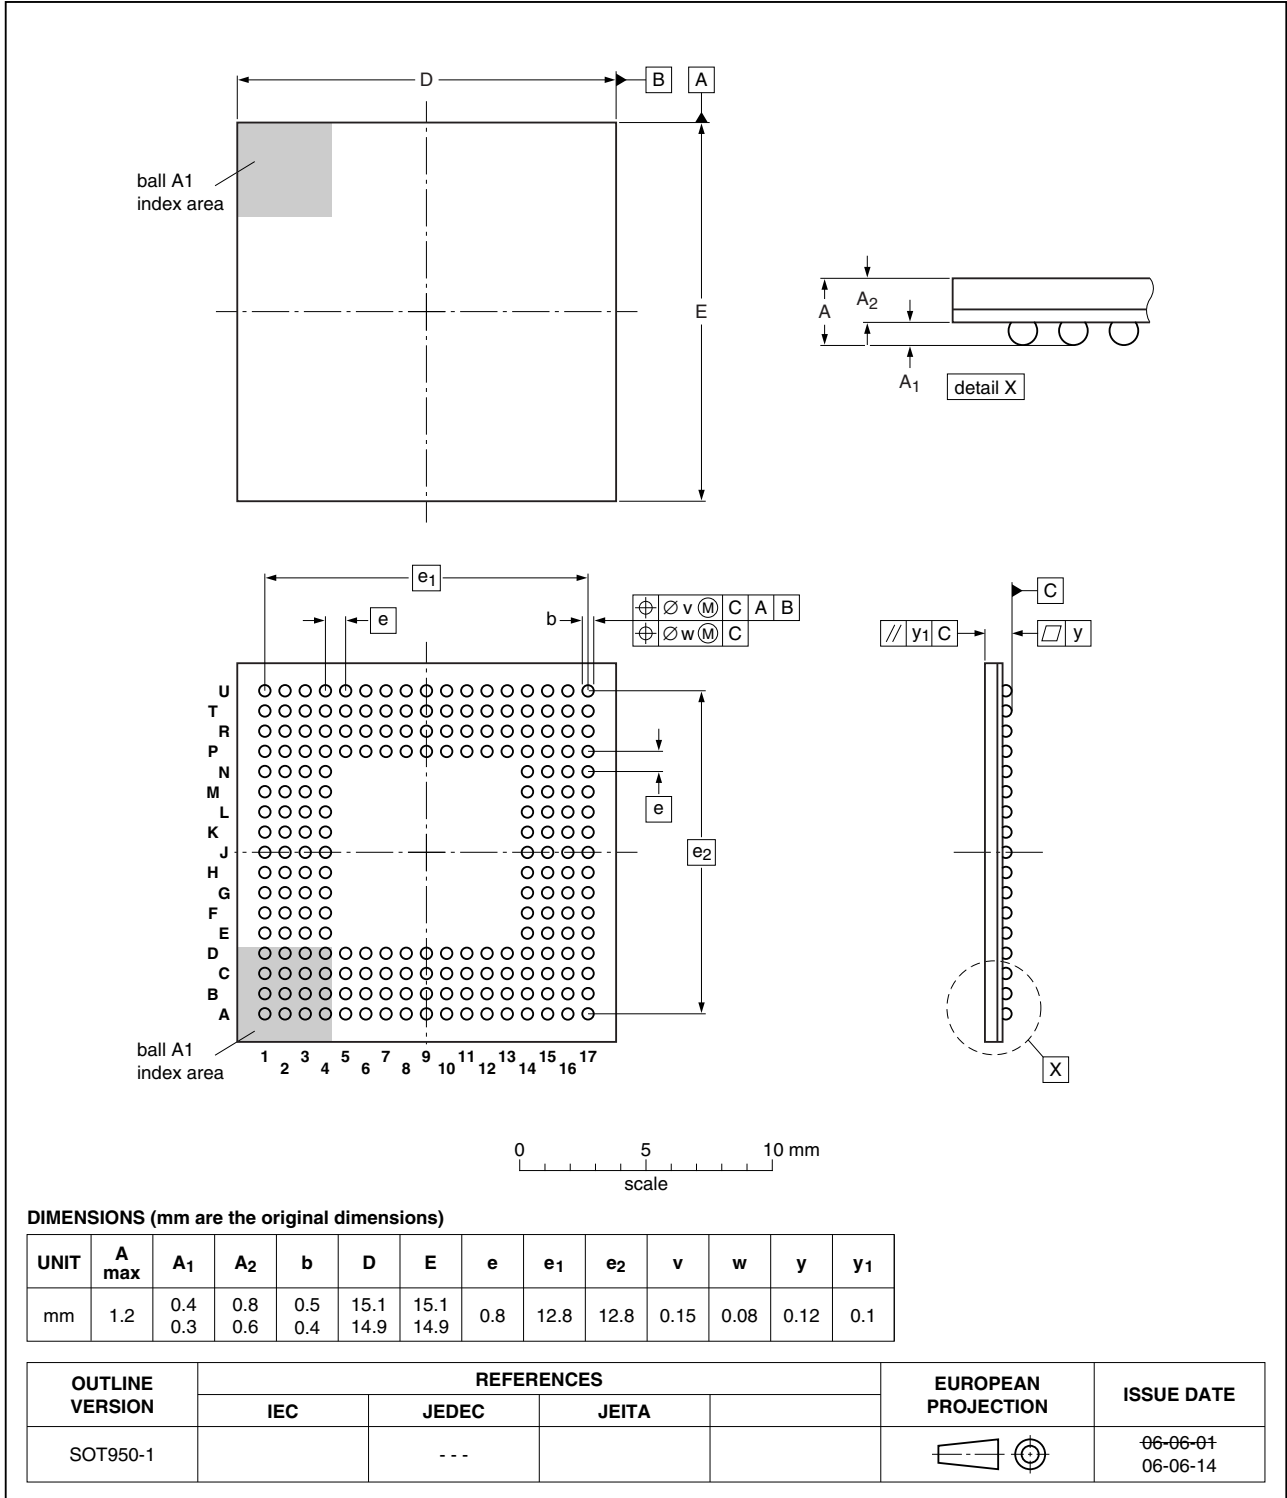 D
B
A
ball A1
index area
E
A
A2
A1
detail X
e1
e
b
⌖ Ø v Ⓜ C A B
⌖ Ø w Ⓜ C
C
// y1 C
▱ y
U
T
R
P
N
M
L
K
J
H
G
F
E
D
C
B
A
e
e2
ball A1
index area
1 2 3 4 5 6 7 8 9 10 11 12 13 14 15 16 17
X
0 5 10 mm
scale
DIMENSIONS (mm are the original dimensions)
UNIT A max A1 A2 b D E e e1 e2 v w y y1
mm 1.2 0.4 0.3 0.8 0.6 0.5 0.4 15.1 14.9 15.1 14.9 0.8 12.8 12.8 0.15 0.08 0.12 0.1
OUTLINE VERSION REFERENCES EUROPEAN PROJECTION ISSUE DATE
IEC JEDEC JEITA
SOT950-1 - - - 06-06-01
06-06-14